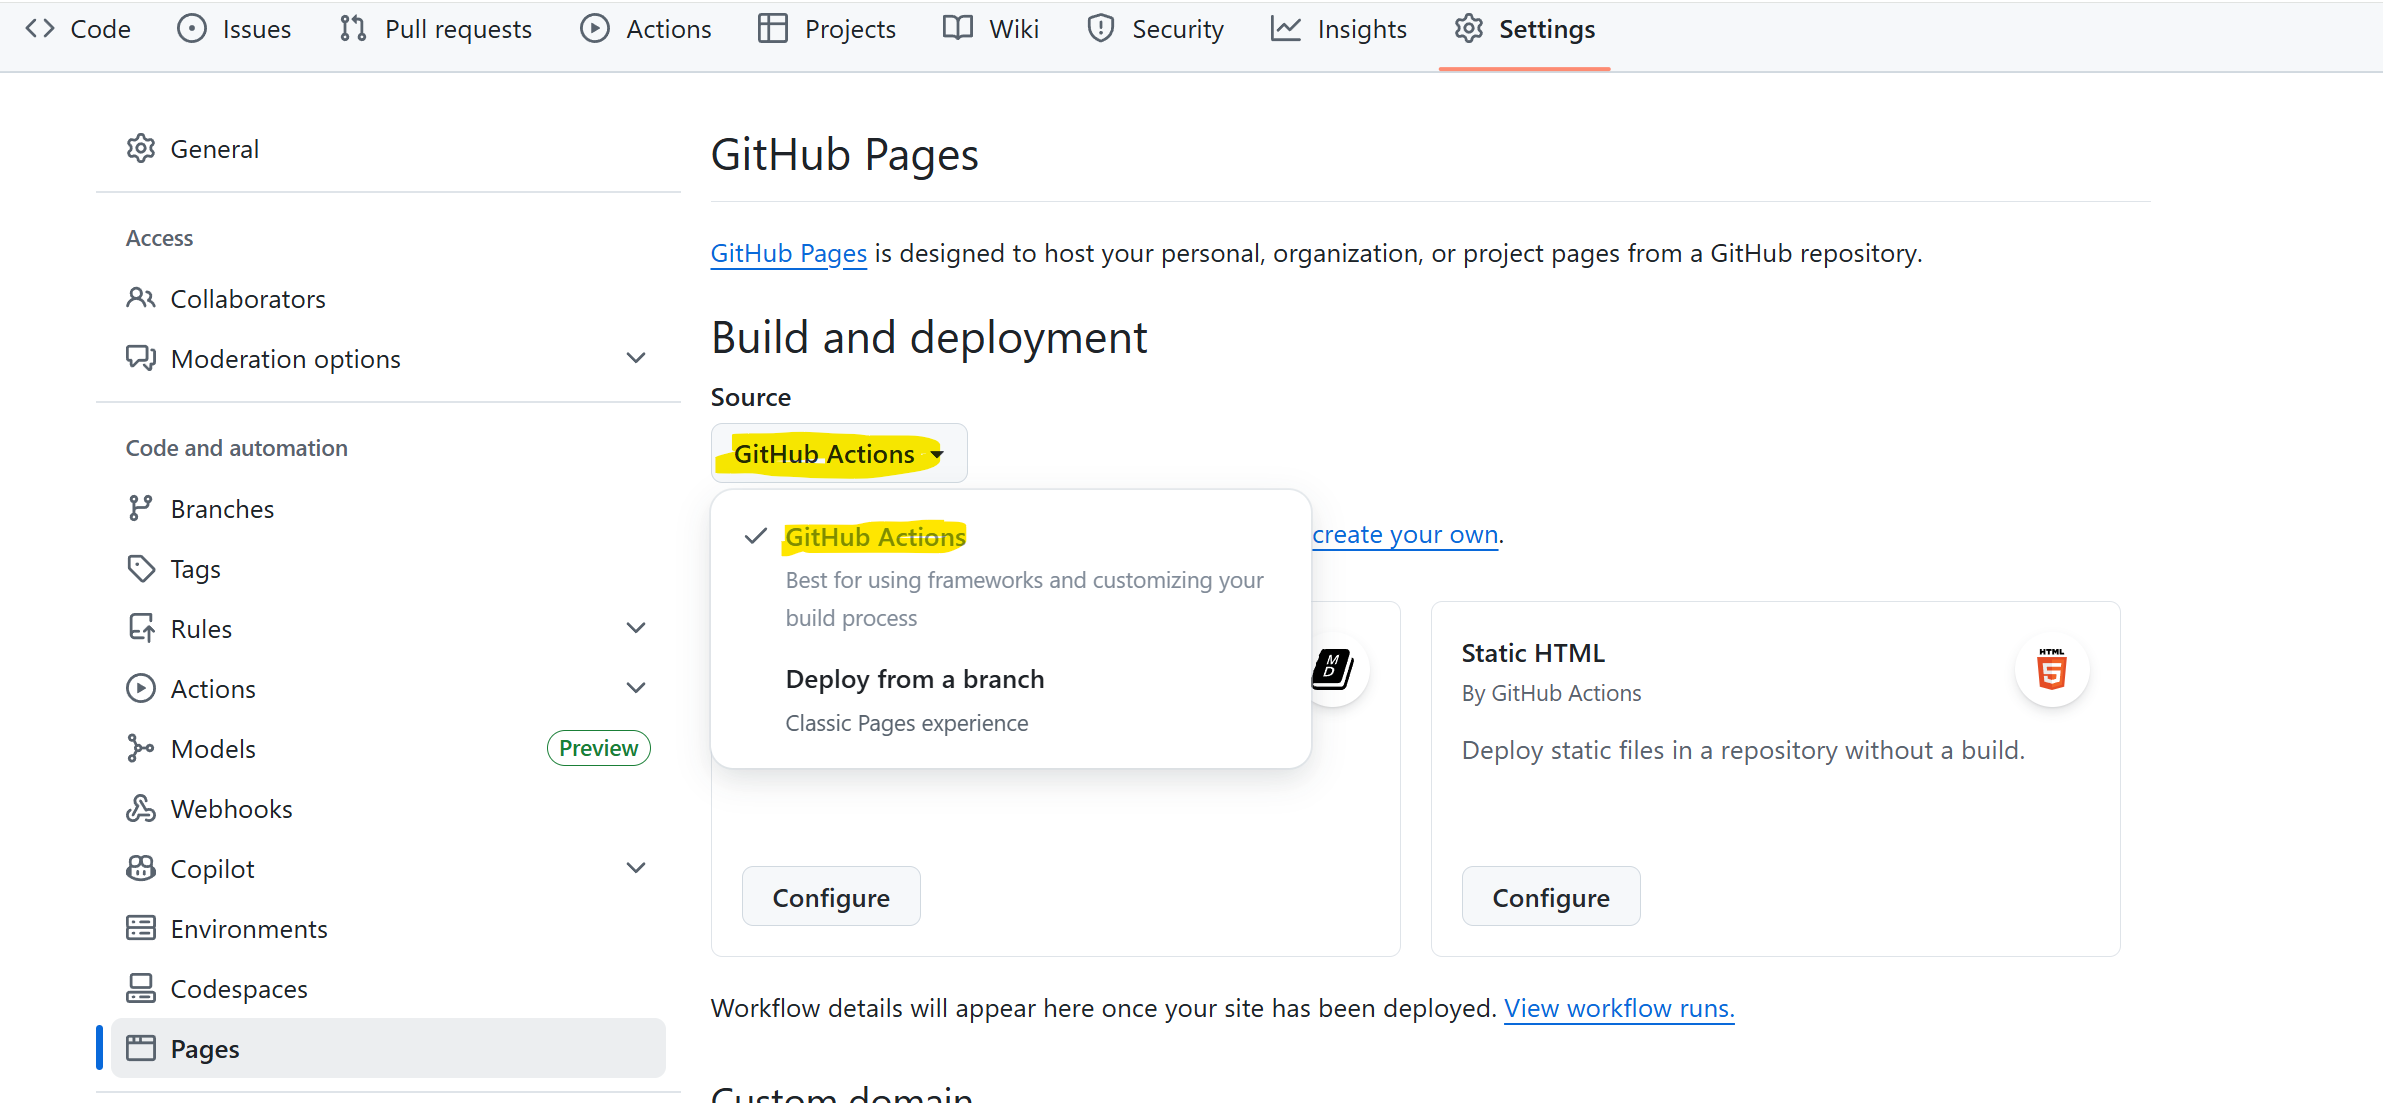 Code Issues Pull requests Actions Projects Wiki Security Insights Settings
General
Access
Collaborators
Moderation options
Code and automation
Branches
Tags
Rules
Actions
Models Preview
Webhooks
Copilot
Environments
Codespaces
Pages
GitHub Pages
GitHub Pages is designed to host your personal, organization, or project pages from a GitHub repository.
Build and deployment
Source
GitHub Actions
GitHub Actions
Best for using frameworks and customizing your
build process
Deploy from a branch
Classic Pages experience
create your own.
M
D
Configure
Static HTML
By GitHub Actions
HTML
5
Deploy static files in a repository without a build.
Configure
Workflow details will appear here once your site has been deployed. View workflow runs.
Custom domain